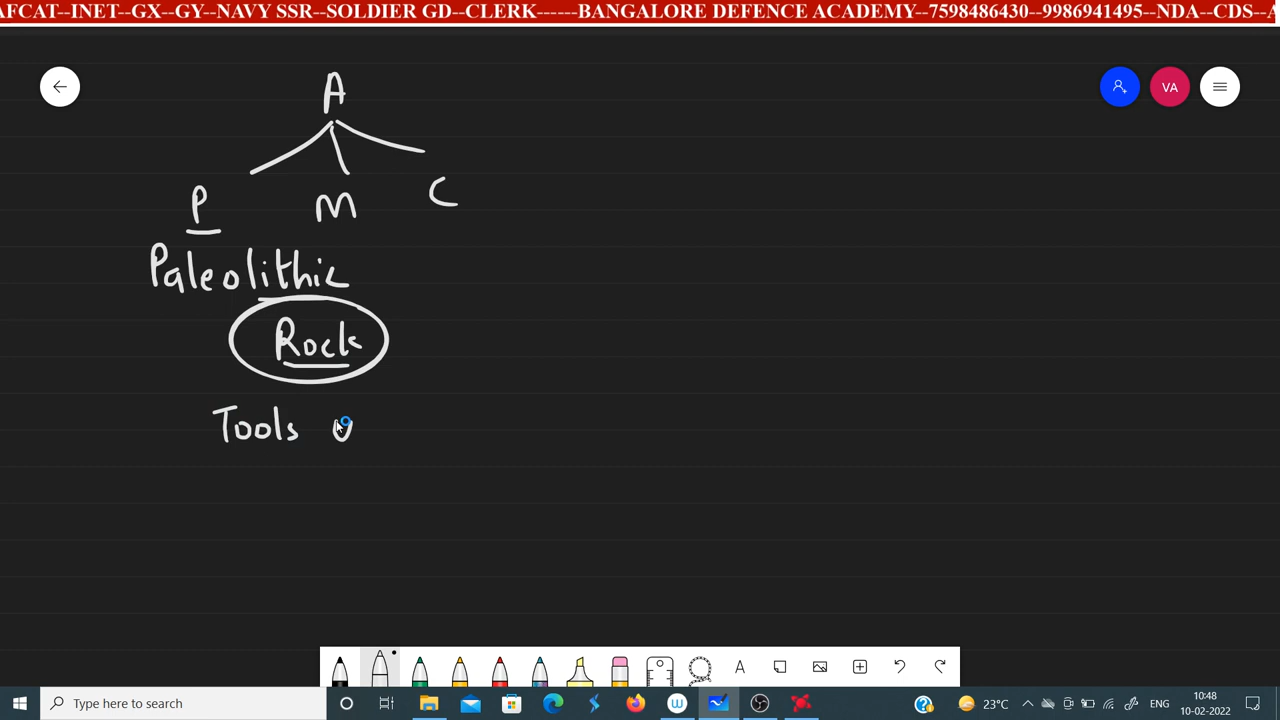 AFCAT--INET--GX--GY--NAVY SSR--SOLDIER GD--CLERK------BANGALORE DEFENCE ACADEMY--7598486430--9986941495--NDA--CDS--A
A
VA
P M C
Paleolithic
Rock
Tools o
A
Type here to search
23°C
ENG
10:48
10-02-2022